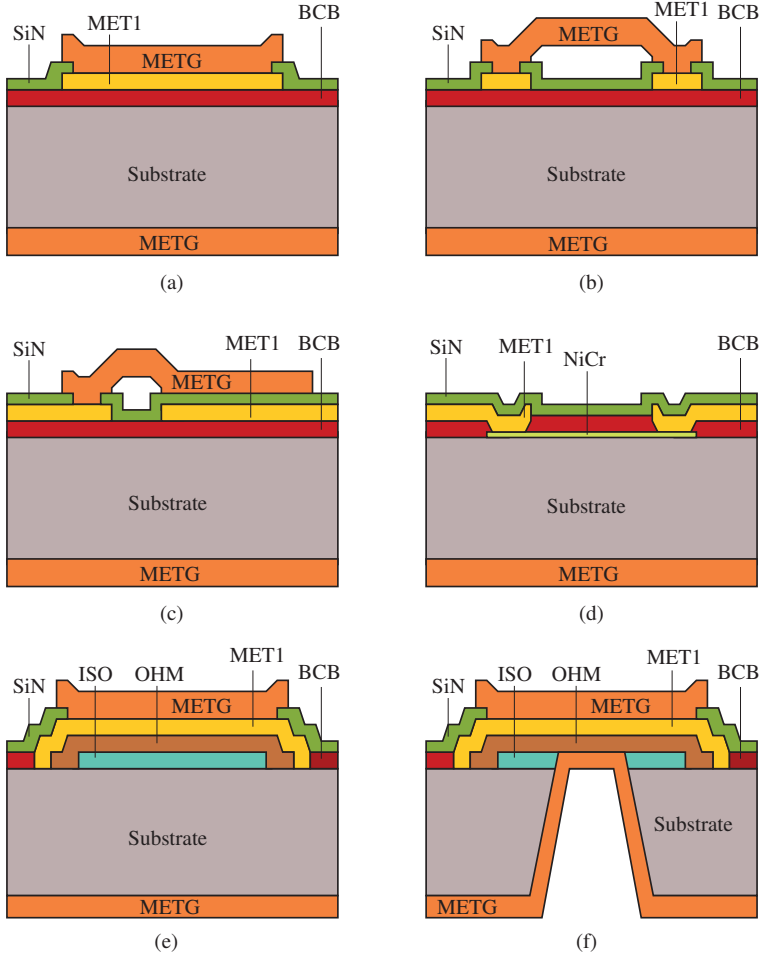 MET1
BCB
SiN
METG
Substrate
METG
(a)
MET1
BCB
SiN
METG
Substrate
METG
(b)
SiN
MET1
BCB
METG
Substrate
METG
(c)
SiN
MET1
NiCr
BCB
Substrate
METG
(d)
SiN
ISO
OHM
MET1
BCB
METG
Substrate
METG
(e)
SiN
ISO
OHM
MET1
BCB
METG
Substrate
METG
(f)